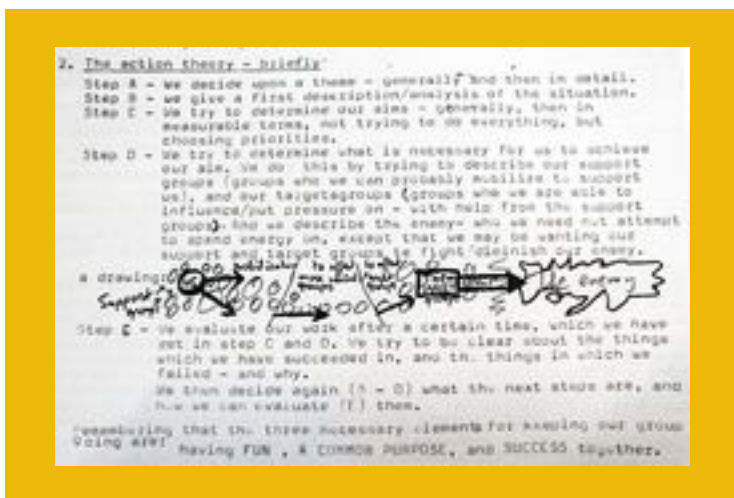 2. The action theory - briefly
Step A - We decide upon a theme - generally and then in detail.
Step B - we give a first description/analysis of the situation.
Step C - We try to determine our aims - generally, then in
measurable terms, not trying to do everything, but
choosing priorities.
Step D - We try to determine what is necessary for us to achieve
our aim. We do this by trying to describe our support
groups (groups who we can probably mobilize to support
us), and our targetgroups (groups who we are able to
influence/put pressure on - with help from the support
groups). And we describe the enemy - who we need not attempt
to spend energy on, except that we may be wanting our
support and target groups to fight/diminish our enemy.
a drawing:
Support groups
to
more
groups
The Enemy
Step E - We evaluate our work after a certain time, which we have
set in step C and D. We try to be clear about the things
which we have succeeded in, and the things in which we
failed - and why.
We then decide again (A - D) what the next steps are, and
how we can evaluate (E) them.
Remembering that the three necessary elements for keeping our group
going are:
having FUN , A COMMON PURPOSE, and SUCCESS together.